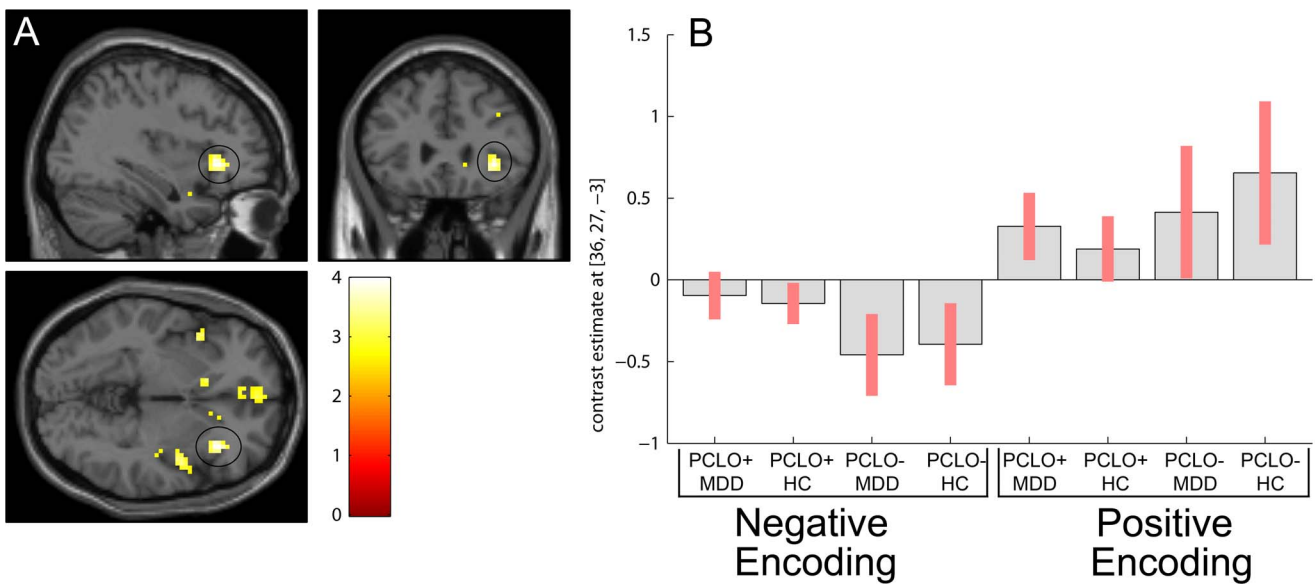 A
4
3
2
1
0
B
contrast estimate at [36, 27, −3]
1.5
1
0.5
0
−0.5
−1
PCLO+ MDD
PCLO+ HC
PCLO- MDD
PCLO- HC
PCLO+ MDD
PCLO+ HC
PCLO- MDD
PCLO- HC
Negative
Encoding
Positive
Encoding